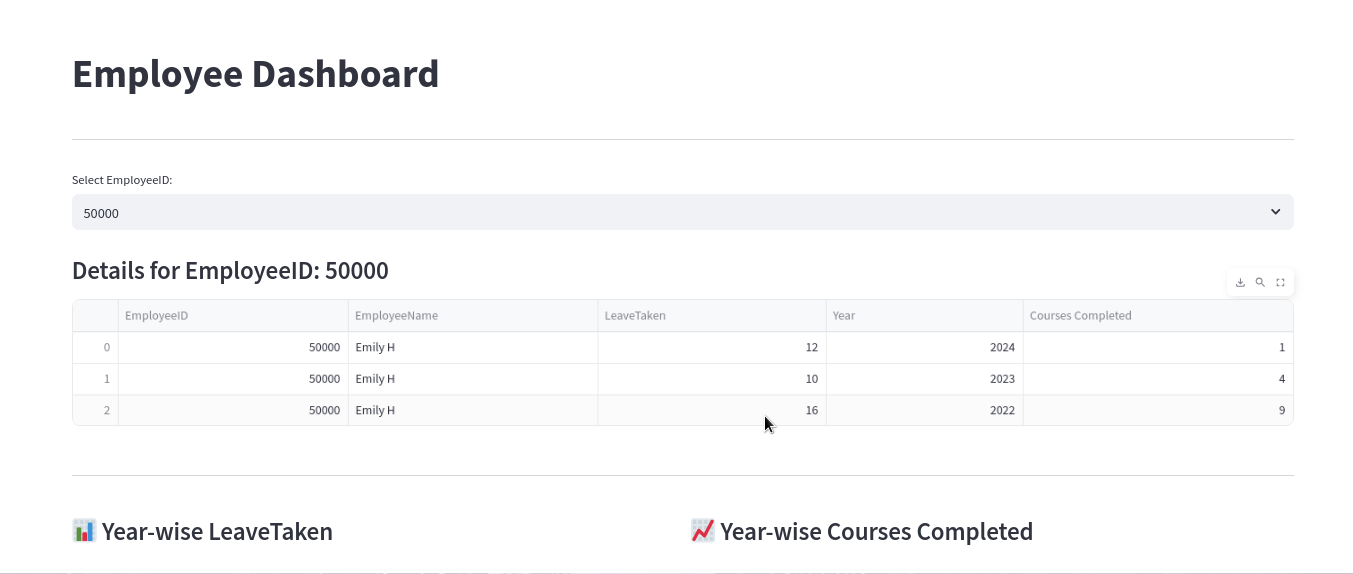 Employee Dashboard
Select EmployeeID:
50000
Details for EmployeeID: 50000
EmployeeID EmployeeName LeaveTaken Year Courses Completed
0 50000 Emily H 12 2024 1
1 50000 Emily H 10 2023 4
2 50000 Emily H 16 2022 9
Year-wise LeaveTaken
Year-wise Courses Completed